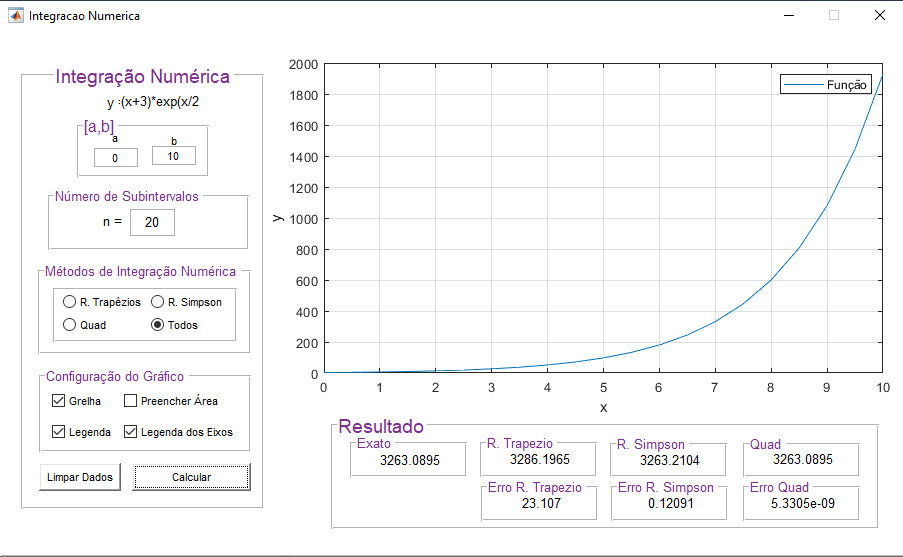 Integracao Numerica
Integração Numérica
y :(x+3)*exp(x/2
[a,b]
a b
0 10
Número de Subintervalos
n = 20
Métodos de Integração Numérica
R. Trapézios R. Simpson
Quad Todos
Configuração do Gráfico
Grelha Preencher Área
Legenda Legenda dos Eixos
Limpar Dados Calcular
2000
1800
1600
1400
1200
1000
800
600
400
200
0
y
0 1 2 3 4 5 6 7 8 9 10
x
Função
Resultado
Exato R. Trapezio R. Simpson Quad
3263.0895 3286.1965 3263.2104 3263.0895
Erro R. Trapezio Erro R. Simpson Erro Quad
23.107 0.12091 5.3305e-09